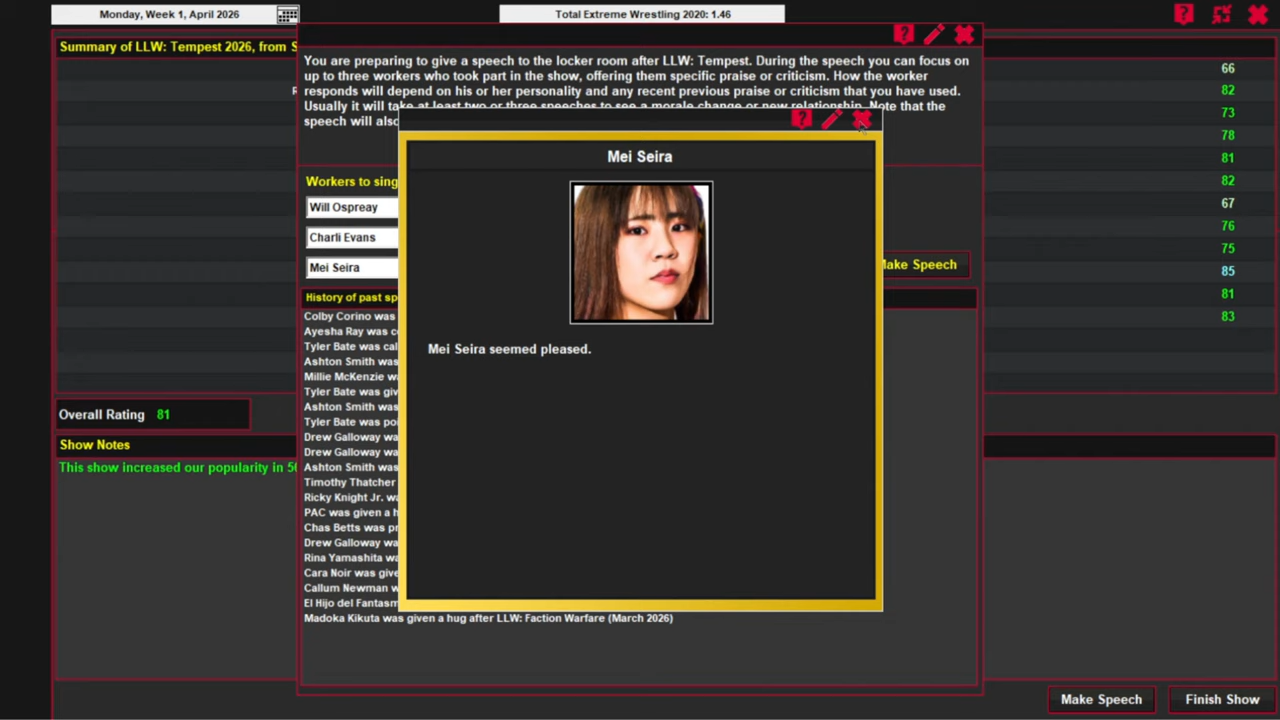 Monday, Week 1, April 2026
Total Extreme Wrestling 2020: 1.46
Summary of LLW: Tempest 2026, from S
You are preparing to give a speech to the locker room after LLW: Tempest. During the speech you can focus on
up to three workers who took part in the show, offering them specific praise or criticism. How the worker
responds will depend on his or her personality and any recent previous praise or criticism that you have used.
Usually it will take at least two or three speeches to see a morale change or new relationship. Note that the
speech will also
66
82
73
78
81
82
67
76
75
85
81
83
Mei Seira
Mei Seira seemed pleased.
Workers to sing
Will Ospreay
Charli Evans
Mei Seira
Make Speech
History of past sp
Colby Corino was
Ayesha Ray was c
Tyler Bate was cal
Ashton Smith was
Millie McKenzie w
Tyler Bate was giv
Ashton Smith was
Tyler Bate was poi
Drew Galloway wa
Drew Galloway wa
Ashton Smith was
Timothy Thatcher
Ricky Knight Jr. wa
PAC was given a h
Chas Betts was pr
Drew Galloway wa
Rina Yamashita wa
Cara Noir was give
Callum Newman w
El Hijo del Fantasm
Madoka Kikuta was given a hug after LLW: Faction Warfare (March 2026)
Overall Rating 81
Show Notes
This show increased our popularity in 50
Make Speech
Finish Show